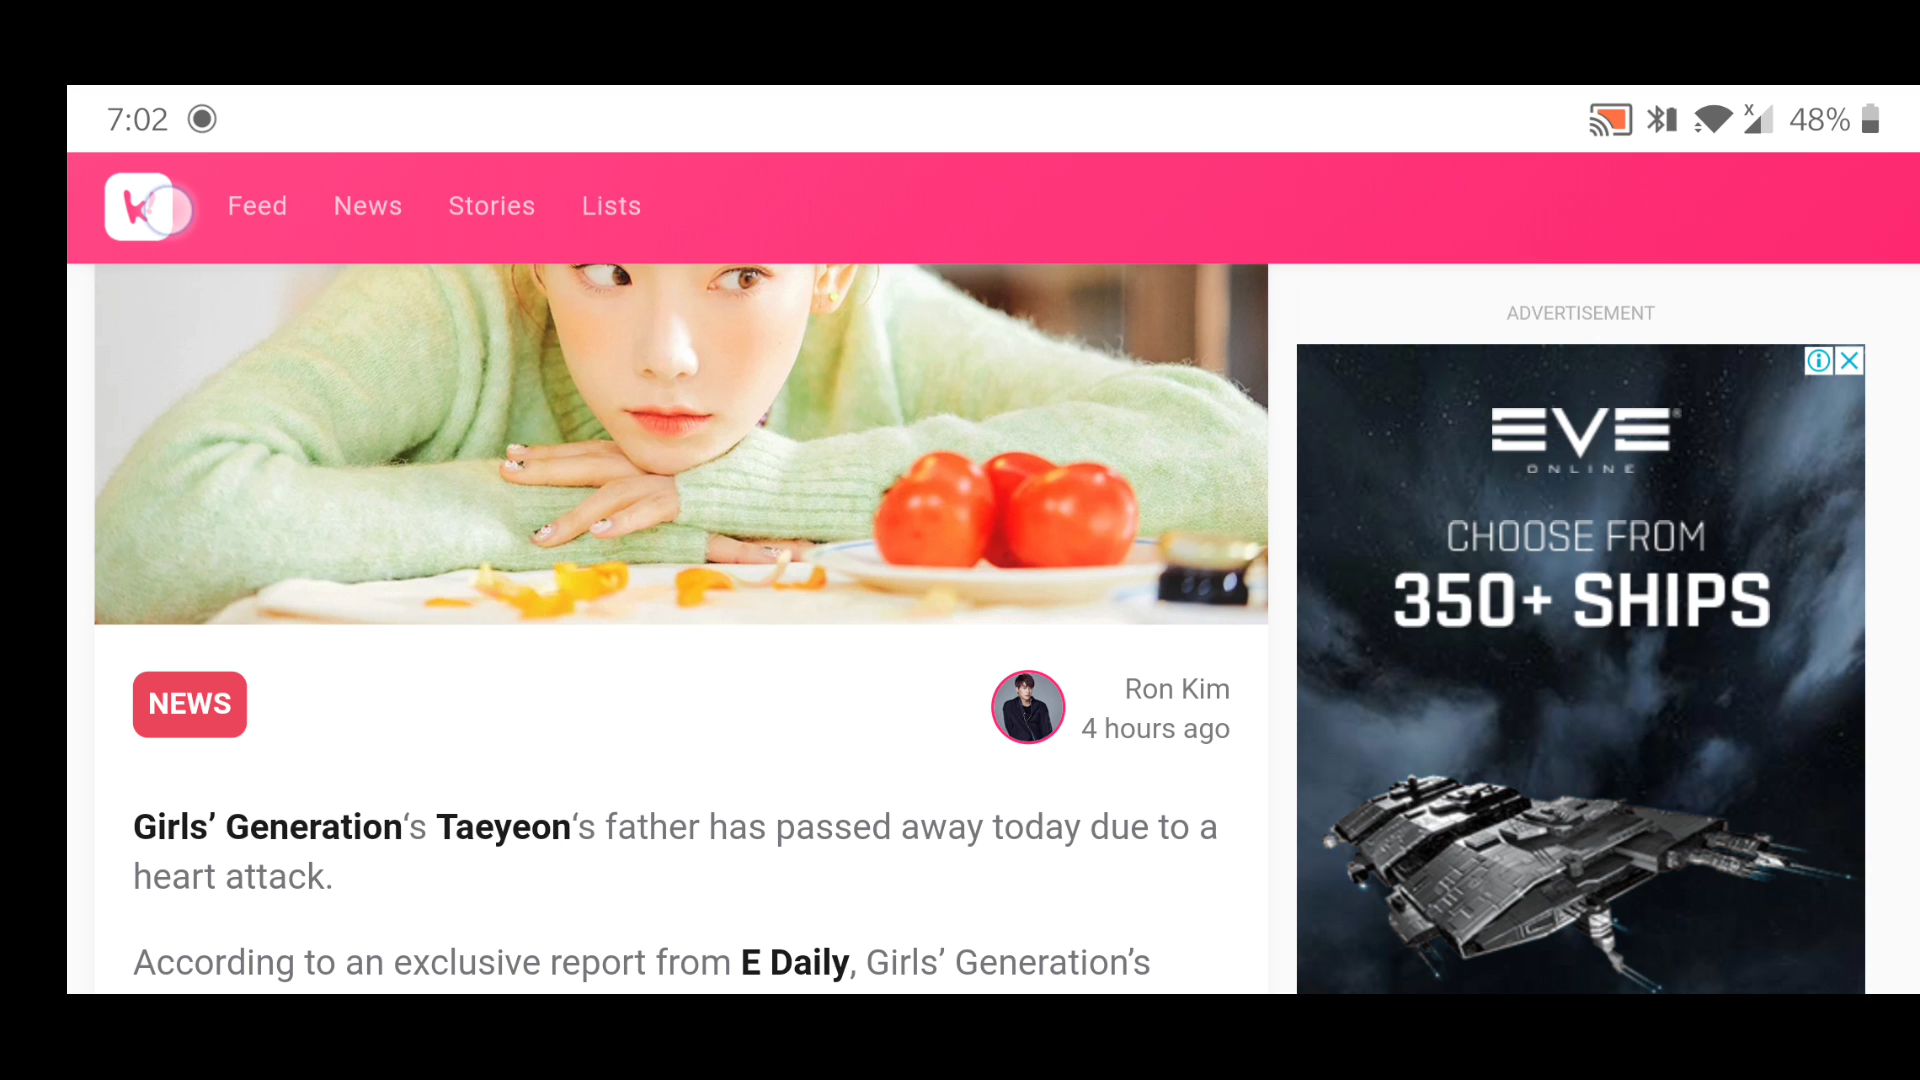 7:02
x 48%
K!
Feed News Stories Lists
ADVERTISEMENT
EVE®
ONLINE
CHOOSE FROM
350+ SHIPS
NEWS
Ron Kim
4 hours ago
Girls’ Generation‘s Taeyeon‘s father has passed away today due to a
heart attack.
According to an exclusive report from E Daily, Girls’ Generation’s